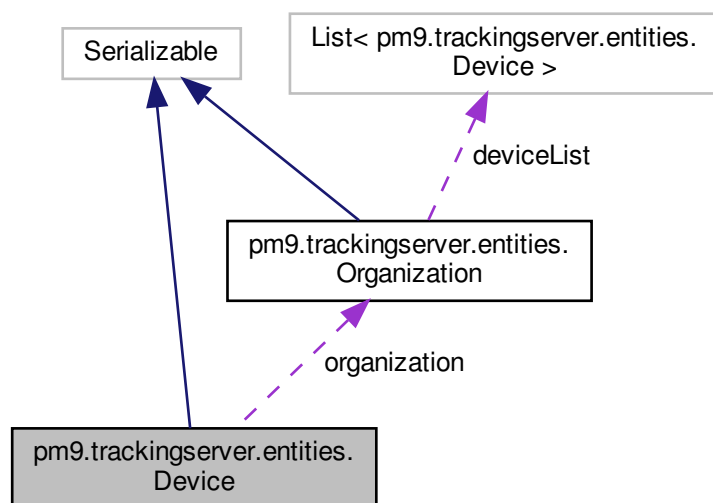 Serializable
List< pm9.trackingserver.entities.
Device >
deviceList
pm9.trackingserver.entities.
Organization
organization
pm9.trackingserver.entities.
Device